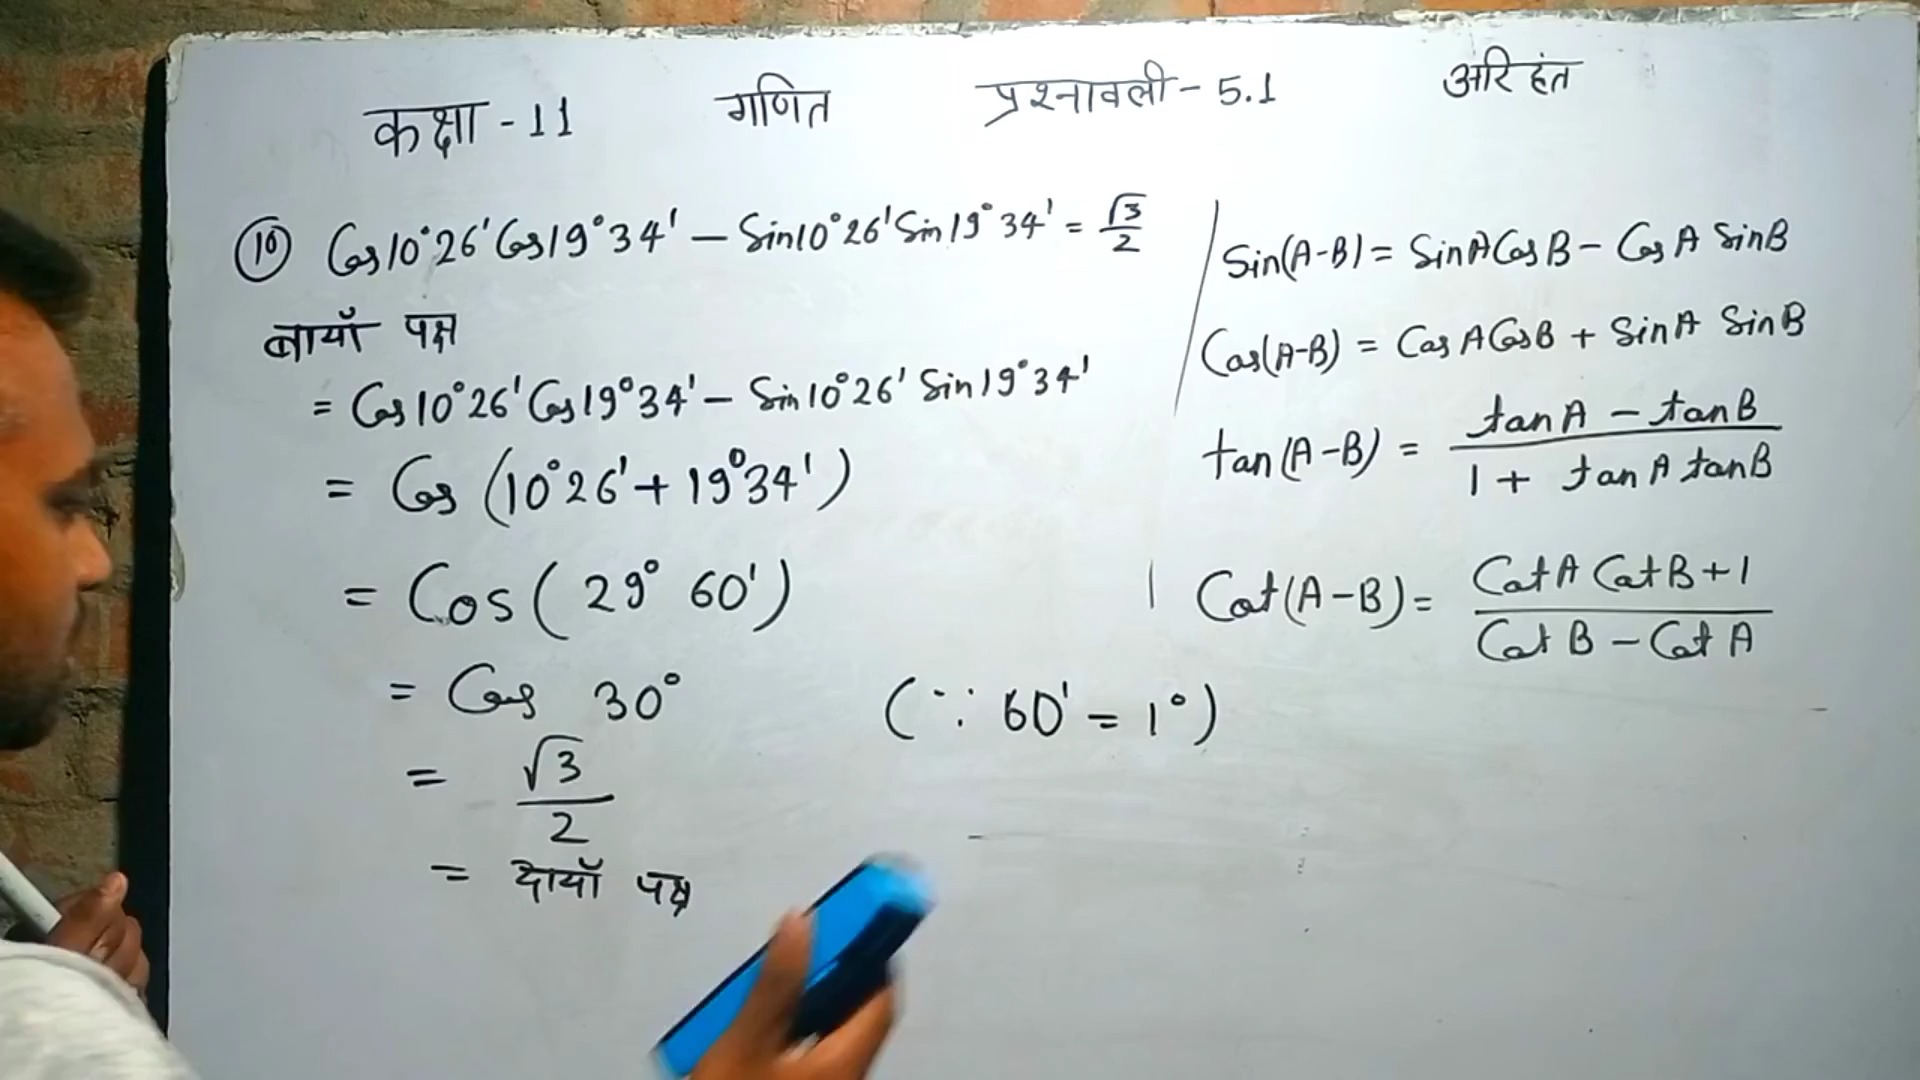 कक्षा - 11 गणित प्रश्नावली - 5.1 अरिहंत
(10) Cos10°26' Cos19°34' - Sin10°26' Sin19°34' = √3/2
बायाँ पक्ष
= Cos10°26' Cos19°34' - Sin10°26' Sin19°34'
= Cos (10°26' + 19°34')
= Cos ( 29° 60')
= Cos 30° (∵ 60' = 1°)
= √3/2
= दायाँ पक्ष
Sin(A-B) = SinA CosB - CosA SinB
Cos(A-B) = CosA CosB + SinA SinB
tan(A-B) = (tanA - tanB)/(1 + tanA tanB)
Cot(A-B) = (CotA CotB+1)/(CotB - CotA)